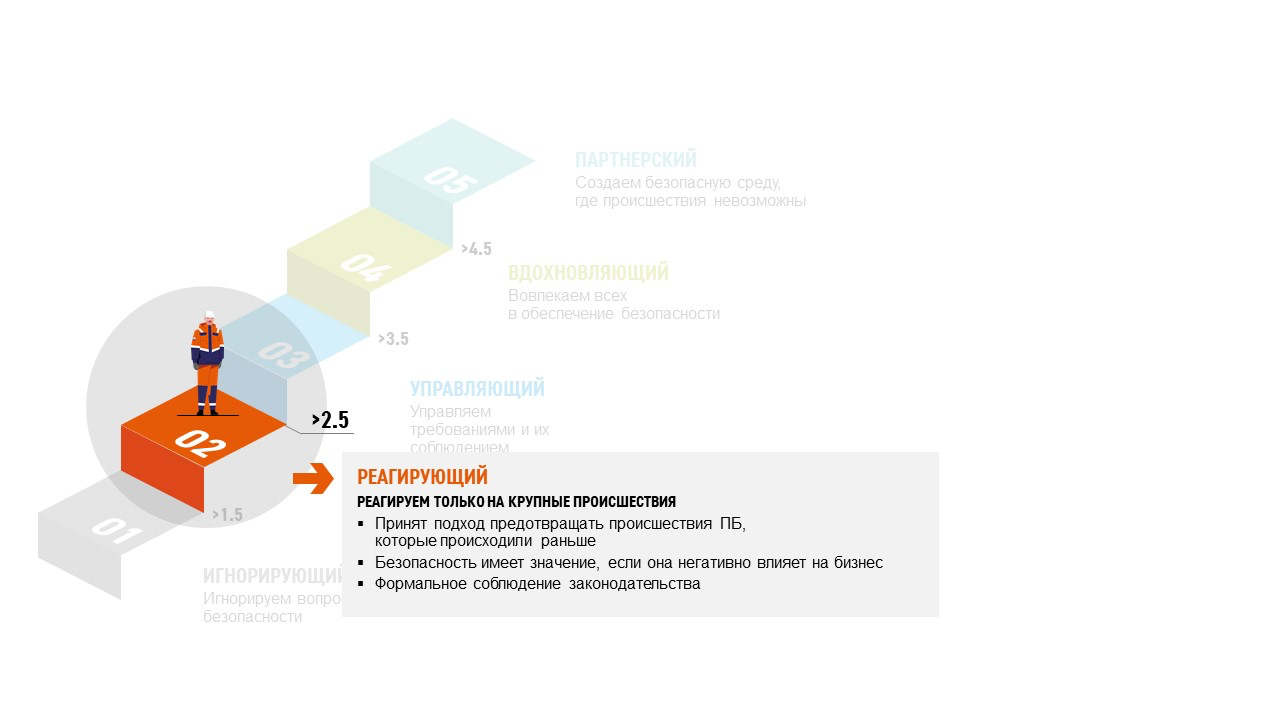 05
ПАРТНЕРСКИЙ
Создаем безопасную среду,
где происшествия невозможны
>4.5
04
ВДОХНОВЛЯЮЩИЙ
Вовлекаем всех
в обеспечение безопасности
>3.5
03
УПРАВЛЯЮЩИЙ
Управляем
требованиями и их
соблюдением
>2.5
02
РЕАГИРУЮЩИЙ
РЕАГИРУЕМ ТОЛЬКО НА КРУПНЫЕ ПРОИСШЕСТВИЯ
▪ Принят подход предотвращать происшествия ПБ,
которые происходили раньше
▪ Безопасность имеет значение, если она негативно влияет на бизнес
▪ Формальное соблюдение законодательства
>1.5
01
ИГНОРИРУЮЩИЙ
Игнорируем вопро
безопасности